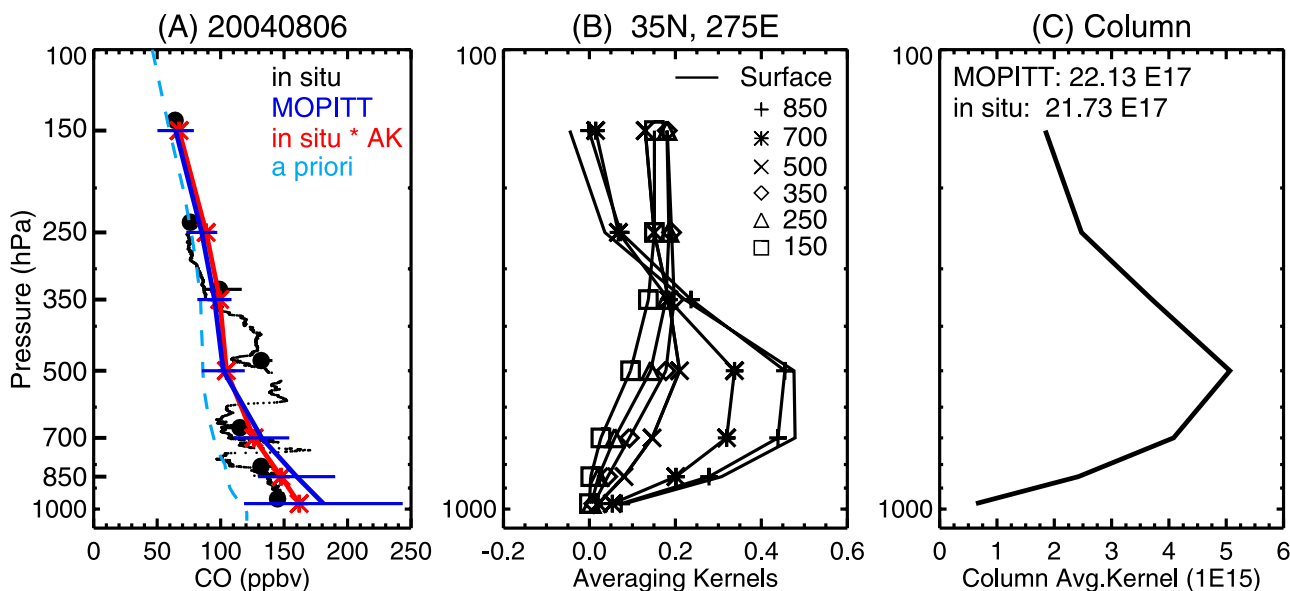 (A) 20040806
in situ
MOPITT
in situ * AK
a priori
100
150
250
350
500
700
850
1000
Pressure (hPa)
0 50 100 150 200 250
CO (ppbv)
(B) 35N, 275E
Surface
850
700
500
350
250
150
100
1000
-0.2 0.0 0.2 0.4 0.6
Averaging Kernels
(C) Column
MOPITT: 22.13 E17
in situ: 21.73 E17
100
1000
0 1 2 3 4 5 6
Column Avg.Kernel (1E15)